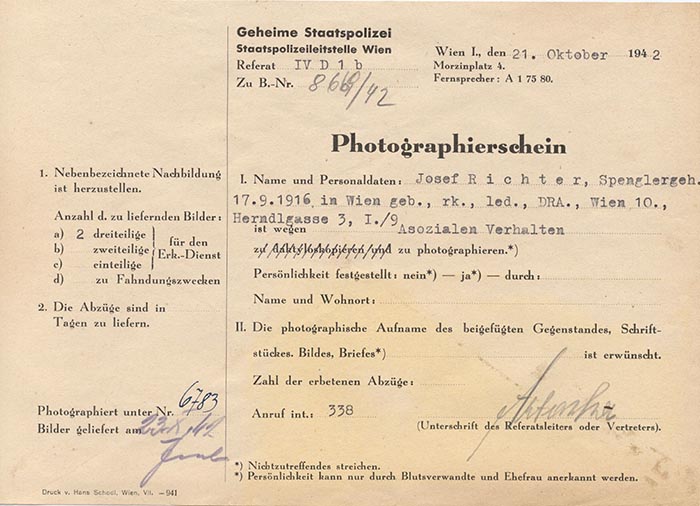 Geheime Staatspolizei
Staatspolizeileitstelle Wien
Referat IV D 1 b
Zu B.-Nr. 866/42
Wien I., den 21. Oktober 1942
Morzinplatz 4.
Fernsprecher: A 1 75 80.
Photographierschein
1. Nebenbezeichnete Nachbildung
ist herzustellen.
Anzahl d. zu liefernden Bilder:
a) 2 dreiteilige
b) zweiteilige
c) einteilige
für den
Erk.-Dienst
d) zu Fahndungszwecken
2. Die Abzüge sind in
Tagen zu liefern.
Photographiert unter Nr. 6783
Bilder geliefert am
Druck v. Hans Schodl, Wien, VII. — 941
I. Name und Personaldaten: Josef Richter, Spenglergeh.
17.9.1916 in Wien geb., rk., led., DRA., Wien 10.,
Herndlgasse 3, I./9
ist wegen Asozialen Verhalten
zu daktyloskopieren und zu photographieren.*)
Persönlichkeit festgestellt: nein*) — ja*) — durch:
Name und Wohnort:
II. Die photographische Aufname des beigefügten Gegenstandes, Schrift-
stückes. Bildes, Briefes*) ist erwünscht.
Zahl der erbetenen Abzüge:
Anruf int.: 338
(Unterschrift des Referatsleiters oder Vertreters).
*) Nichtzutreffendes streichen.
*) Persönlichkeit kann nur durch Blutsverwandte und Ehefrau anerkannt werden.